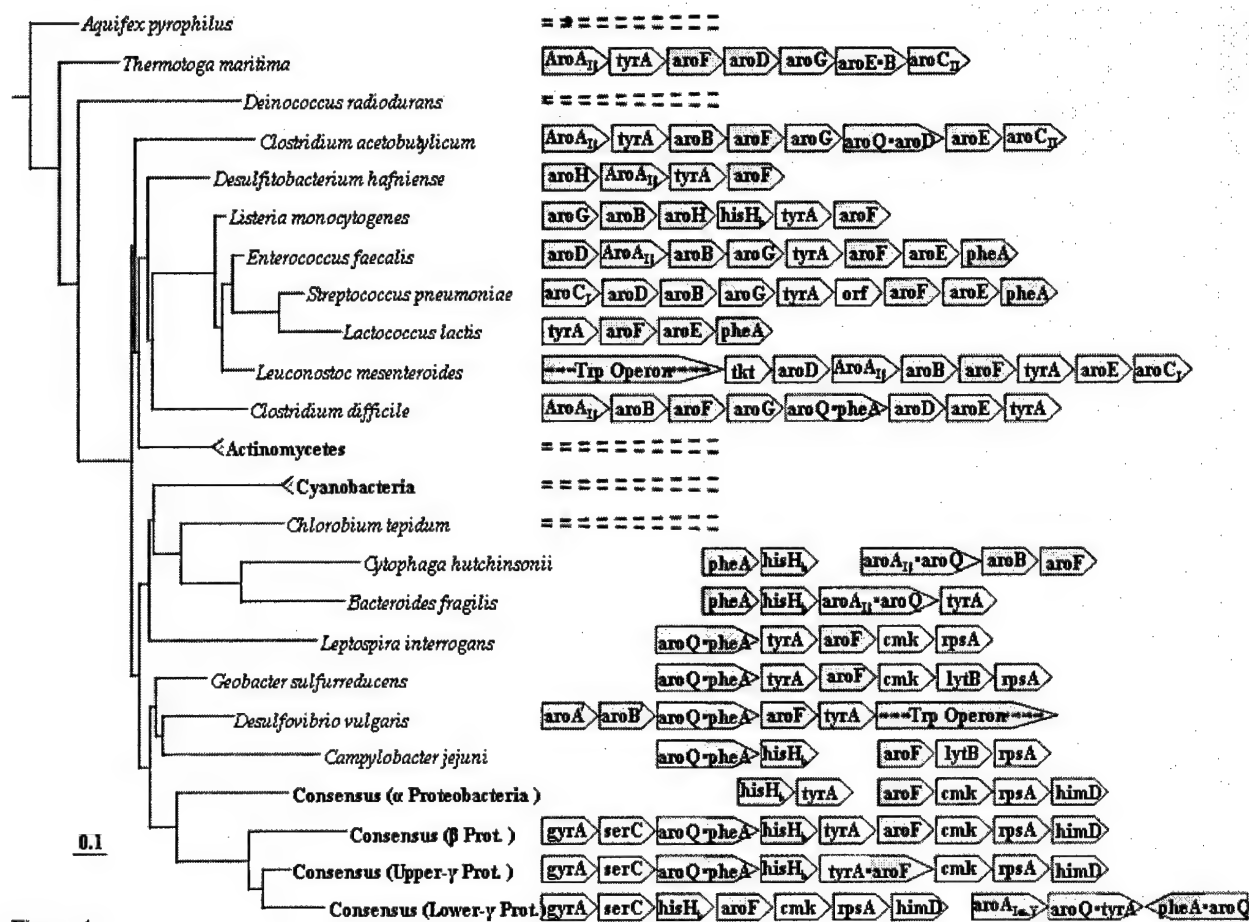 Aquifex pyrophilus = = = = = = = = =
Thermotoga maritima AroA_II tyrA aroF aroD aroG aroE•B aroC_II
Deinococcus radiodurans = = = = = = = = =
Clostridium acetobutylicum AroA_II tyrA aroB aroF aroG aroQ•aroD aroE aroC_II
Desulfitobacterium hafniense aroH AroA_II tyrA aroF
Listeria monocytogenes aroG aroB aroH hisH_b tyrA aroF
Enterococcus faecalis aroD AroA_II aroB aroG tyrA aroF aroE pheA
Streptococcus pneumoniae aroC_I aroD aroB aroG tyrA orf aroF aroE pheA
Lactococcus lactis tyrA aroF aroE pheA
Leuconostoc mesenteroides Trp Operon tkt aroD AroA_II aroB aroF tyrA aroE aroC_I
Clostridium difficile AroA_II aroB aroF aroG aroQ•pheA aroD aroE tyrA
Actinomycetes = = = = = = = = =
Cyanobacteria = = = = = = = = =
Chlorobium tepidum = = = = = = = = =
Cytophaga hutchinsonii pheA hisH_b aroA_II•aroQ aroB aroF
Bacteroides fragilis pheA hisH_b aroA_II•aroQ tyrA
Leptospira interrogans aroQ•pheA tyrA aroF cmk rpsA
Geobacter sulfurreducens aroQ•pheA tyrA aroF cmk lytB rpsA
Desulfovibrio vulgaris aroA' aroB' aroQ•pheA aroF tyrA Trp Operon
Campylobacter jejuni aroQ•pheA hisH_b aroF lytB rpsA
Consensus (α Proteobacteria ) hisH_b tyrA aroF cmk rpsA himD
0.1
Consensus (β Prot. ) gyrA serC aroQ•pheA hisH_b tyrA aroF cmk rpsA himD
Consensus (Upper-γ Prot. ) gyrA serC aroQ•pheA hisH_b tyrA•aroF cmk rpsA himD
Consensus (Lower-γ Prot.) gyrA serC hisH_b aroF cmk rpsA himD aroQ•tyrA pheA•aroQ